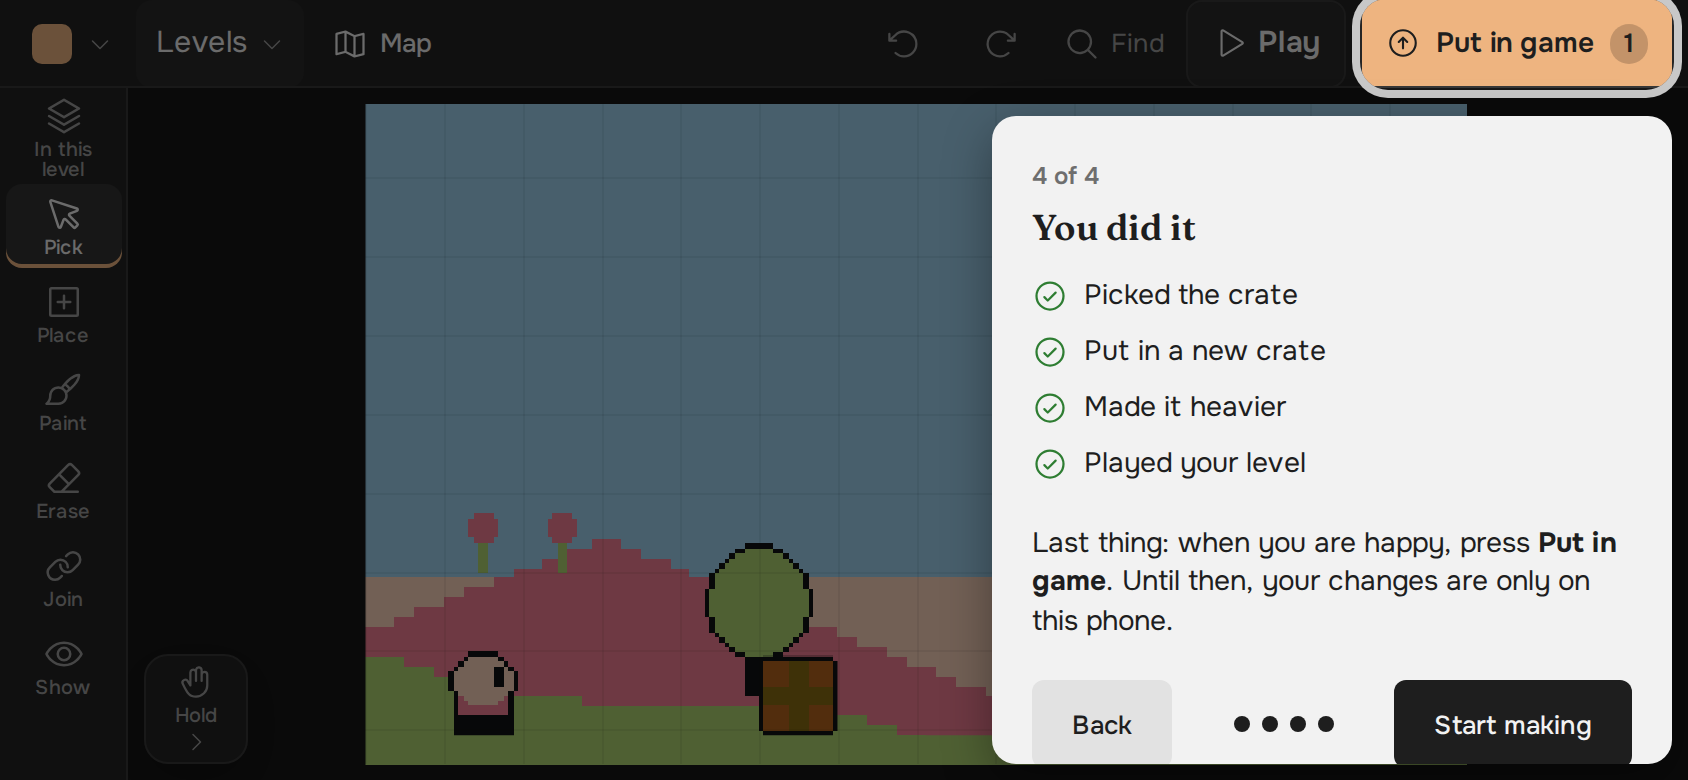 Levels
Map
Find
Play
Put in game 1
In this
level
Pick
Place
Paint
Erase
Join
Show
Hold
4 of 4
You did it
Picked the crate
Put in a new crate
Made it heavier
Played your level
Last thing: when you are happy, press Put in
game. Until then, your changes are only on
this phone.
Back
Start making